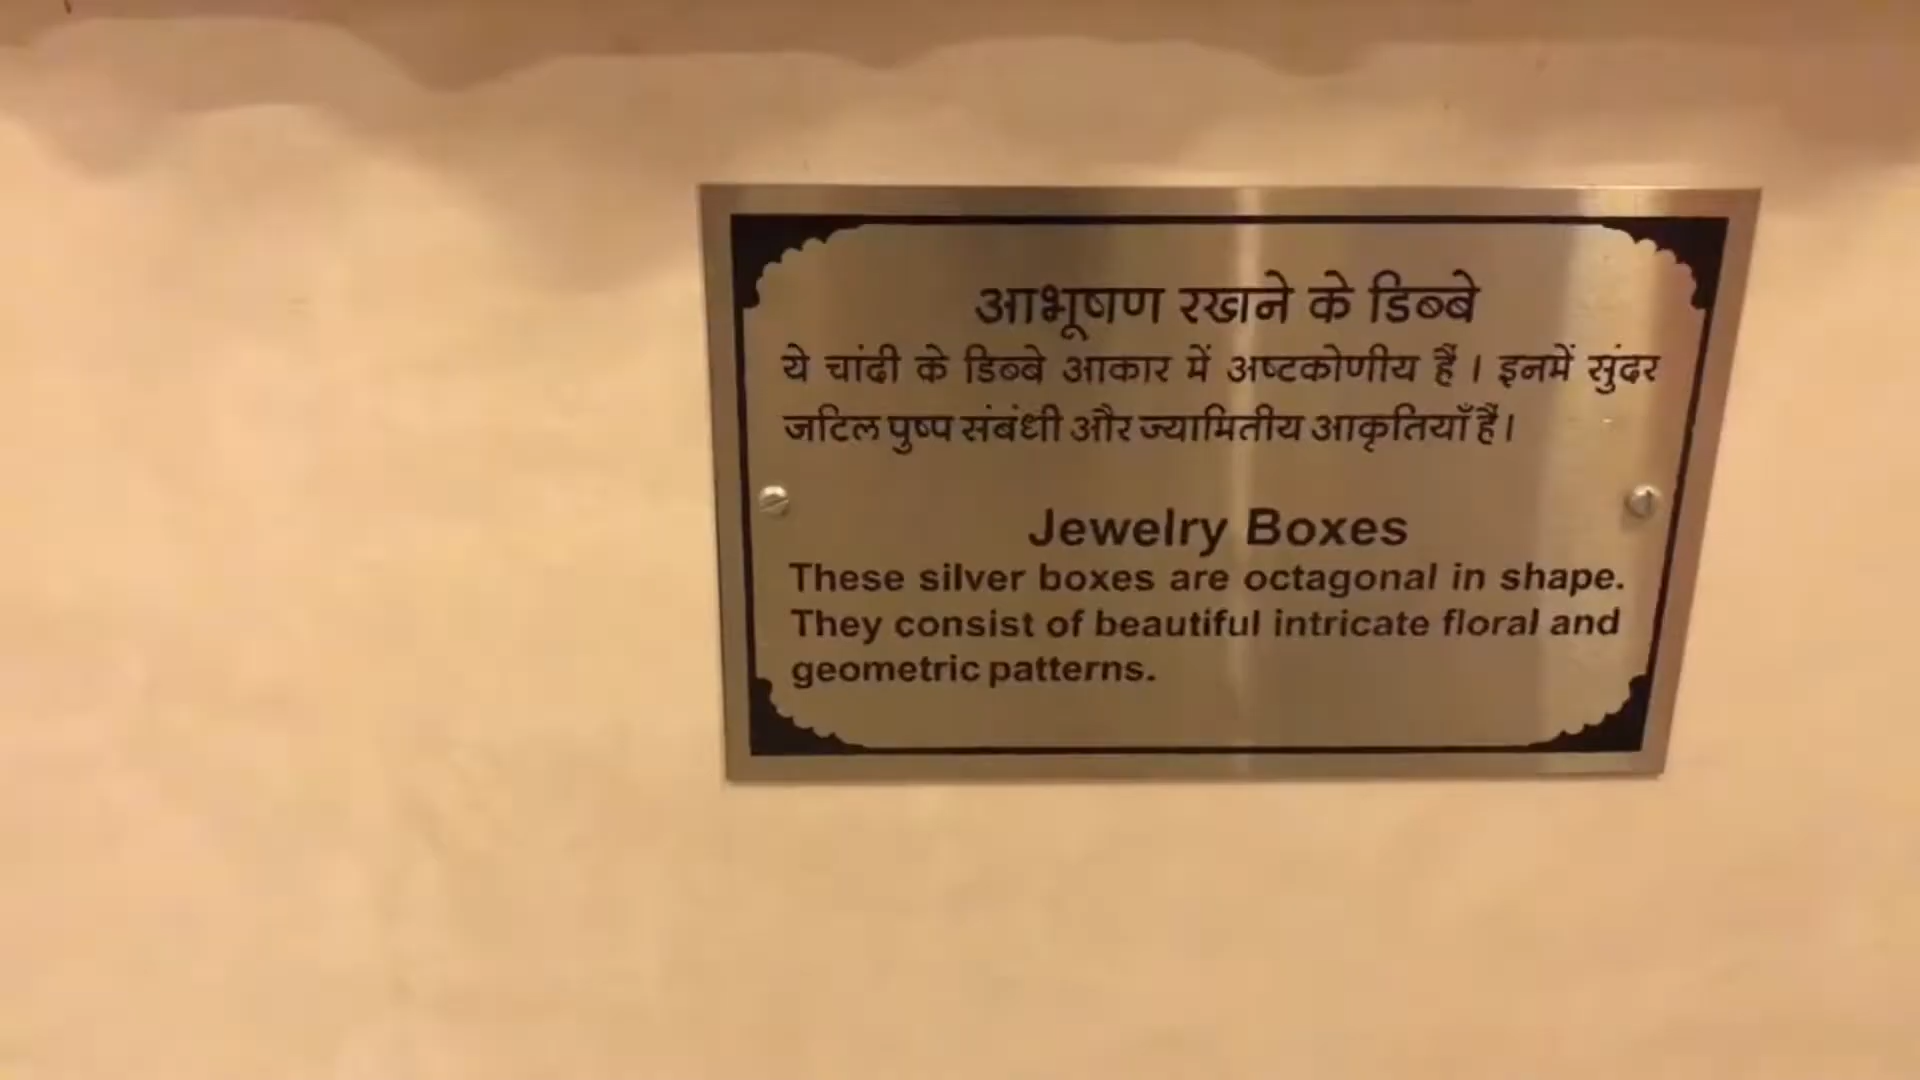 आभूषण रखने के डिब्बे
ये चांदी के डिब्बे आकार में अष्टकोणीय हैं । इनमें सुंदर
जटिल पुष्प संबंधी और ज्यामितीय आकृतियाँ हैं।
Jewelry Boxes
These silver boxes are octagonal in shape.
They consist of beautiful intricate floral and
geometric patterns.